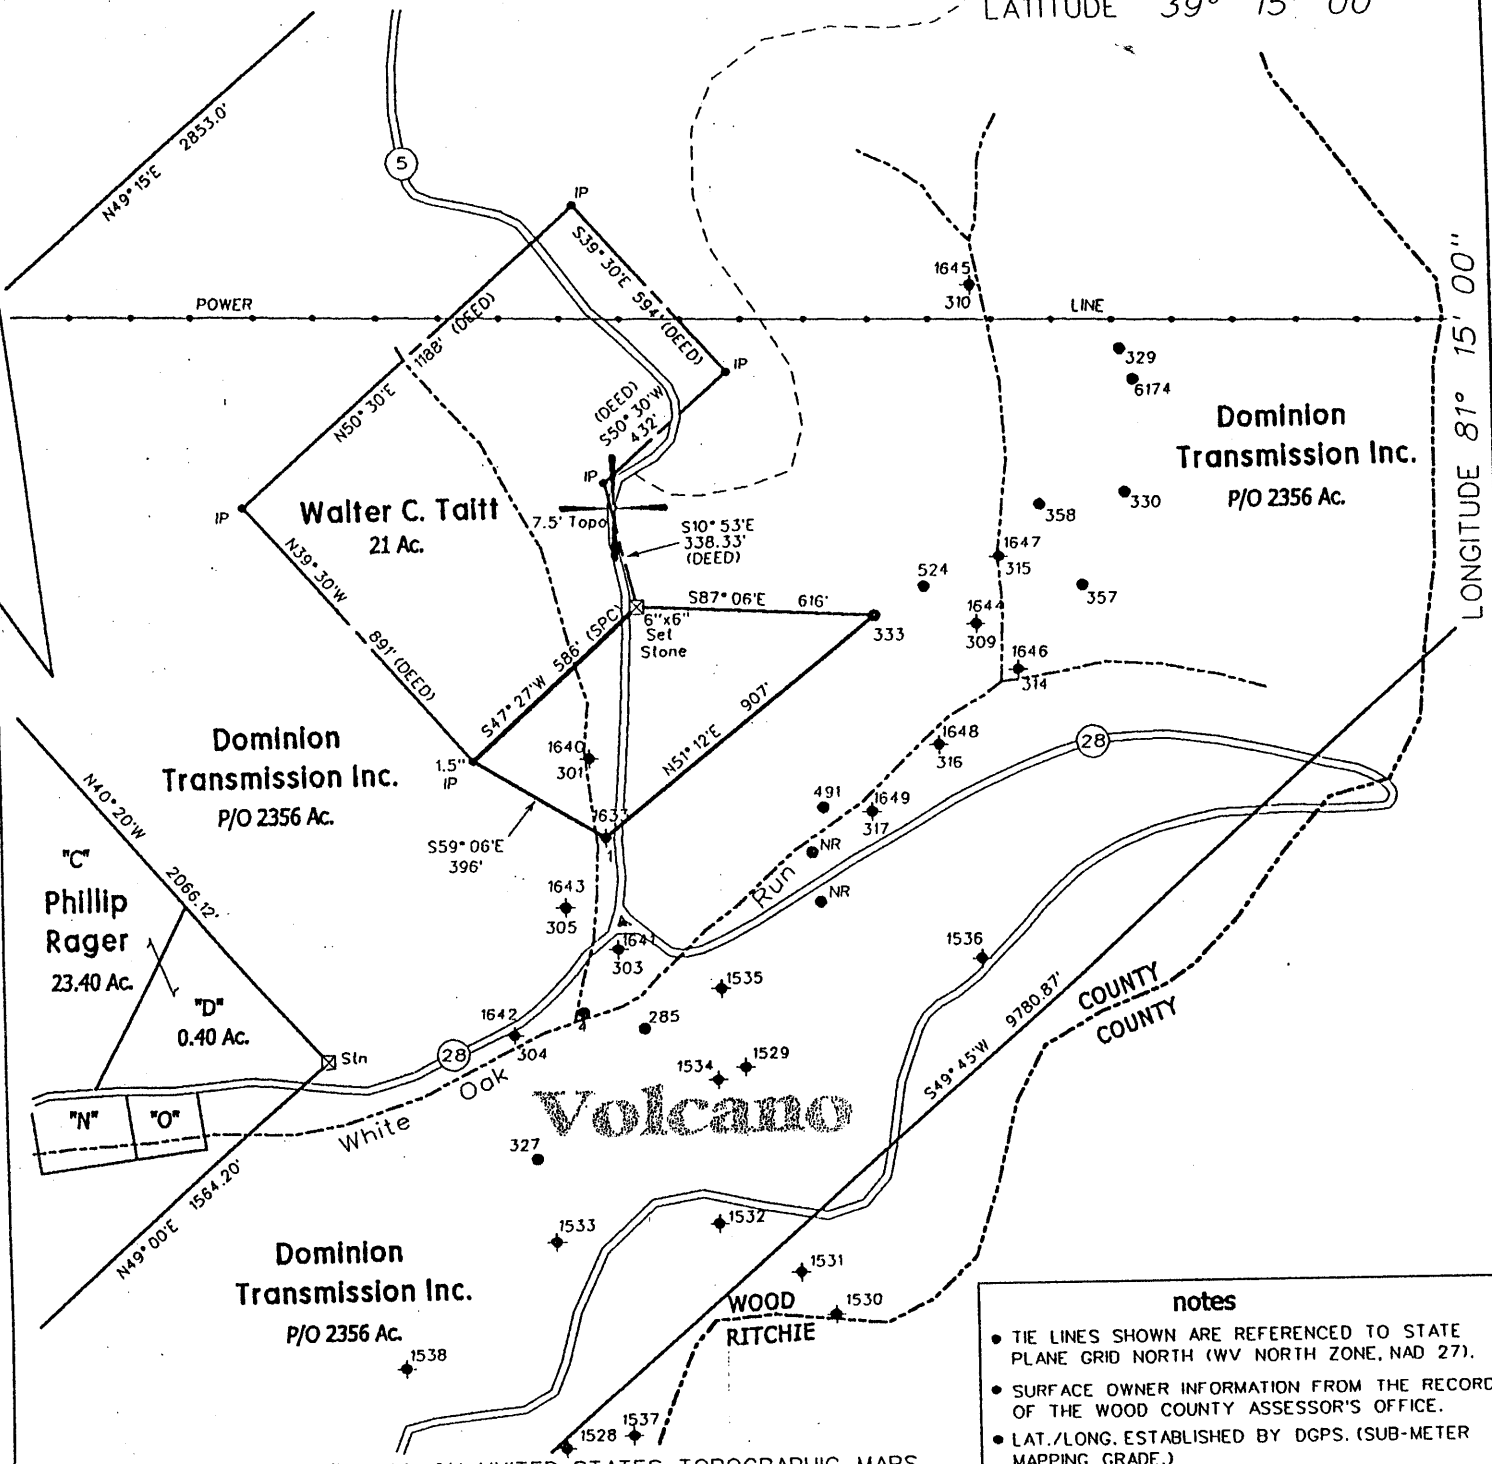 LATITUDE 39° 15' 00"
N49° 15'E 2853.0'
5
IP
S39° 30'E 594' (DEED)
1645
310
POWER LINE
LONGITUDE 81° 15' 00"
N50° 30'E 1188' (DEED)
IP
329
6174
(DEED)
S50° 30'W
432'
Dominion
Transmission Inc.
P/O 2356 Ac.
IP
IP
Walter C. Taitt
21 Ac.
7.5' Topo
S10° 53'E
338.33'
(DEED)
330
358
1647
315
N39° 30'W 891' (DEED)
524
357
S87° 06'E 616'
6"x6"
Set
Stone
333
1644
309
S47° 27'W 586' (SPC)
1646
314
N51° 12'E 907'
Dominion
Transmission Inc.
P/O 2356 Ac.
1.5"
IP
1640
301
1648
316
28
N40° 20'W 2066.12'
491
1649
317
1633
1
S59° 06'E
396'
NR
NR
"C"
Phillip
Rager
23.40 Ac.
1643
305
Run
1641
303
1536
"D"
0.40 Ac.
1535
S49° 45'W 9780.87'
COUNTY
COUNTY
1642
304
4
285
Stn
28
1534
1529
White Oak
Volcano
"N"
"O"
327
N49° 00'E 1564.20'
1533
1532
Dominion
Transmission Inc.
P/O 2356 Ac.
1531
1530
WOOD
RITCHIE
1538
1537
1528
notes
• TIE LINES SHOWN ARE REFERENCED TO STATE
PLANE GRID NORTH (WV NORTH ZONE, NAD 27).
• SURFACE OWNER INFORMATION FROM THE RECORD
OF THE WOOD COUNTY ASSESSOR'S OFFICE.
• LAT./LONG. ESTABLISHED BY DGPS. (SUB-METER
MAPPING GRADE.)
UNITED STATES TOPOGRAPHIC MAPS